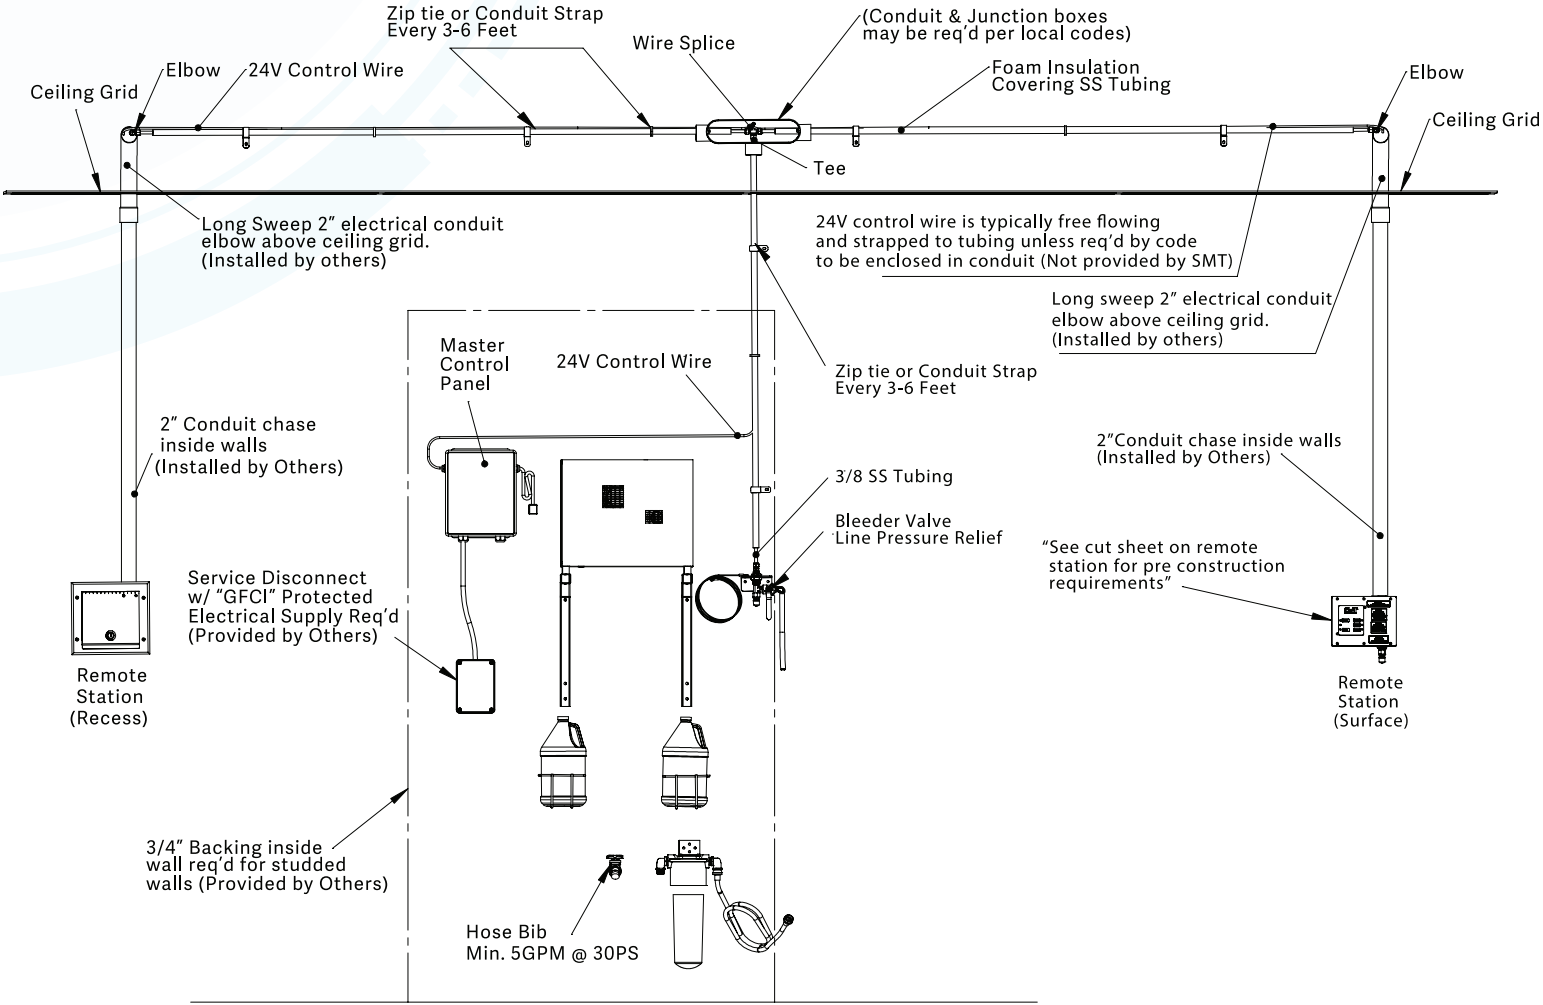 Zip tie or Conduit Strap
Every 3-6 Feet
Wire Splice
(Conduit & Junction boxes
may be req'd per local codes)
Elbow
24V Control Wire
Ceiling Grid
Foam Insulation
Covering SS Tubing
Elbow
Ceiling Grid
Tee
Long Sweep 2" electrical conduit
elbow above ceiling grid.
(Installed by others)
24V control wire is typically free flowing
and strapped to tubing unless req'd by code
to be enclosed in conduit (Not provided by SMT)
Long sweep 2" electrical conduit
elbow above ceiling grid.
(Installed by others)
Master
Control
Panel
24V Control Wire
Zip tie or Conduit Strap
Every 3-6 Feet
2" Conduit chase
inside walls
(Installed by Others)
2"Conduit chase inside walls
(Installed by Others)
3/8 SS Tubing
Bleeder Valve
Line Pressure Relief
"See cut sheet on remote
station for pre construction
requirements"
Service Disconnect
w/ "GFCI" Protected
Electrical Supply Req'd
(Provided by Others)
Remote
Station
(Recess)
Remote
Station
(Surface)
3/4" Backing inside
wall req'd for studded
walls (Provided by Others)
Hose Bib
Min. 5GPM @ 30PS